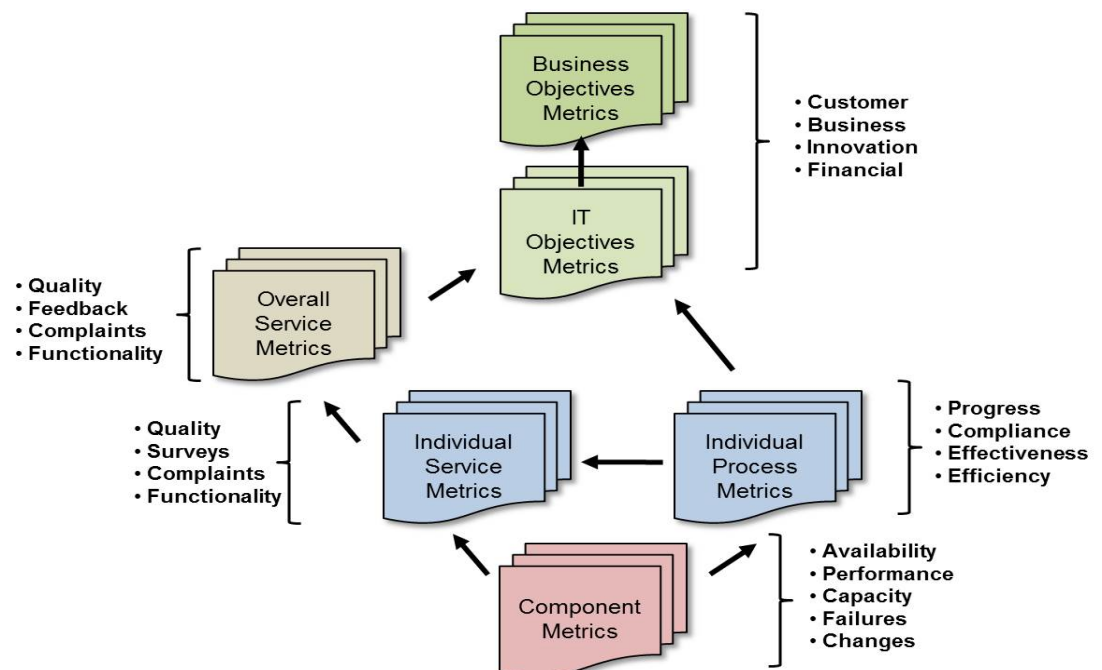 Business
Objectives
Metrics
• Customer
• Business
• Innovation
• Financial
IT
Objectives
Metrics
• Quality
• Feedback
• Complaints
• Functionality
Overall
Service
Metrics
• Quality
• Surveys
• Complaints
• Functionality
Individual
Service
Metrics
Individual
Process
Metrics
• Progress
• Compliance
• Effectiveness
• Efficiency
Component
Metrics
• Availability
• Performance
• Capacity
• Failures
• Changes